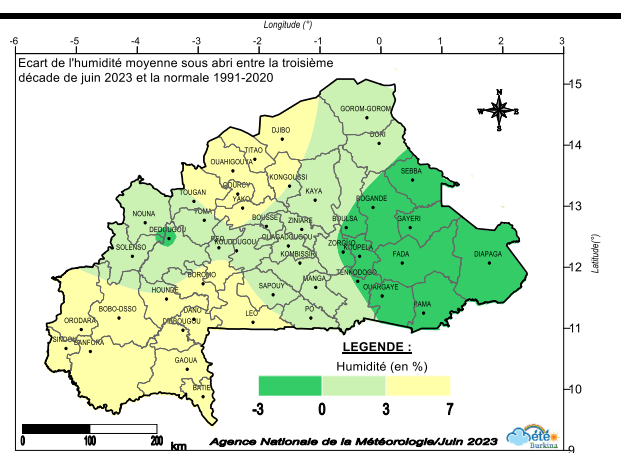 Longitude (°)
-6 -5 -4 -3 -2 -1 0 1 2 3
Ecart de l'humidité moyenne sous abri entre la troisième
décade de juin 2023 et la normale 1991-2020
15
GOROM-GOROM
N
W E
S
DJIBO
DORI
14
TITAO
OUAHIGOUYA
SEBBA
KONGOUSSI
GOURCY
TOUGAN
KAYA
YAKO
BOGANDE
13
NOUNA
TOMA
BOUSSE
ZINIARE
BOULSA
GAYERI
DEDOUGOU
REO
OUAGADOUGOU
ZORGHO
SOLENSO
KOUDOUGOU
KOMBISSIRI
KOUPELA
FADA
DIAPAGA
Latitude(°)
12
BOROMO
TENKODOGO
HOUNDE
SAPOUY
MANGA
OUARGAYE
BOBO-DSSO
DANO
LEO
PO
PAMA
ORODARA
DIEBOUGOU
11
SINDOU
BANFORA
LEGENDE :
GAOUA
Humidité (en %)
BATIE
10
-3 0 3 7
0 100 200
km
Agence Nationale de la Météorologie/Juin 2023
Météo
Burkina
9